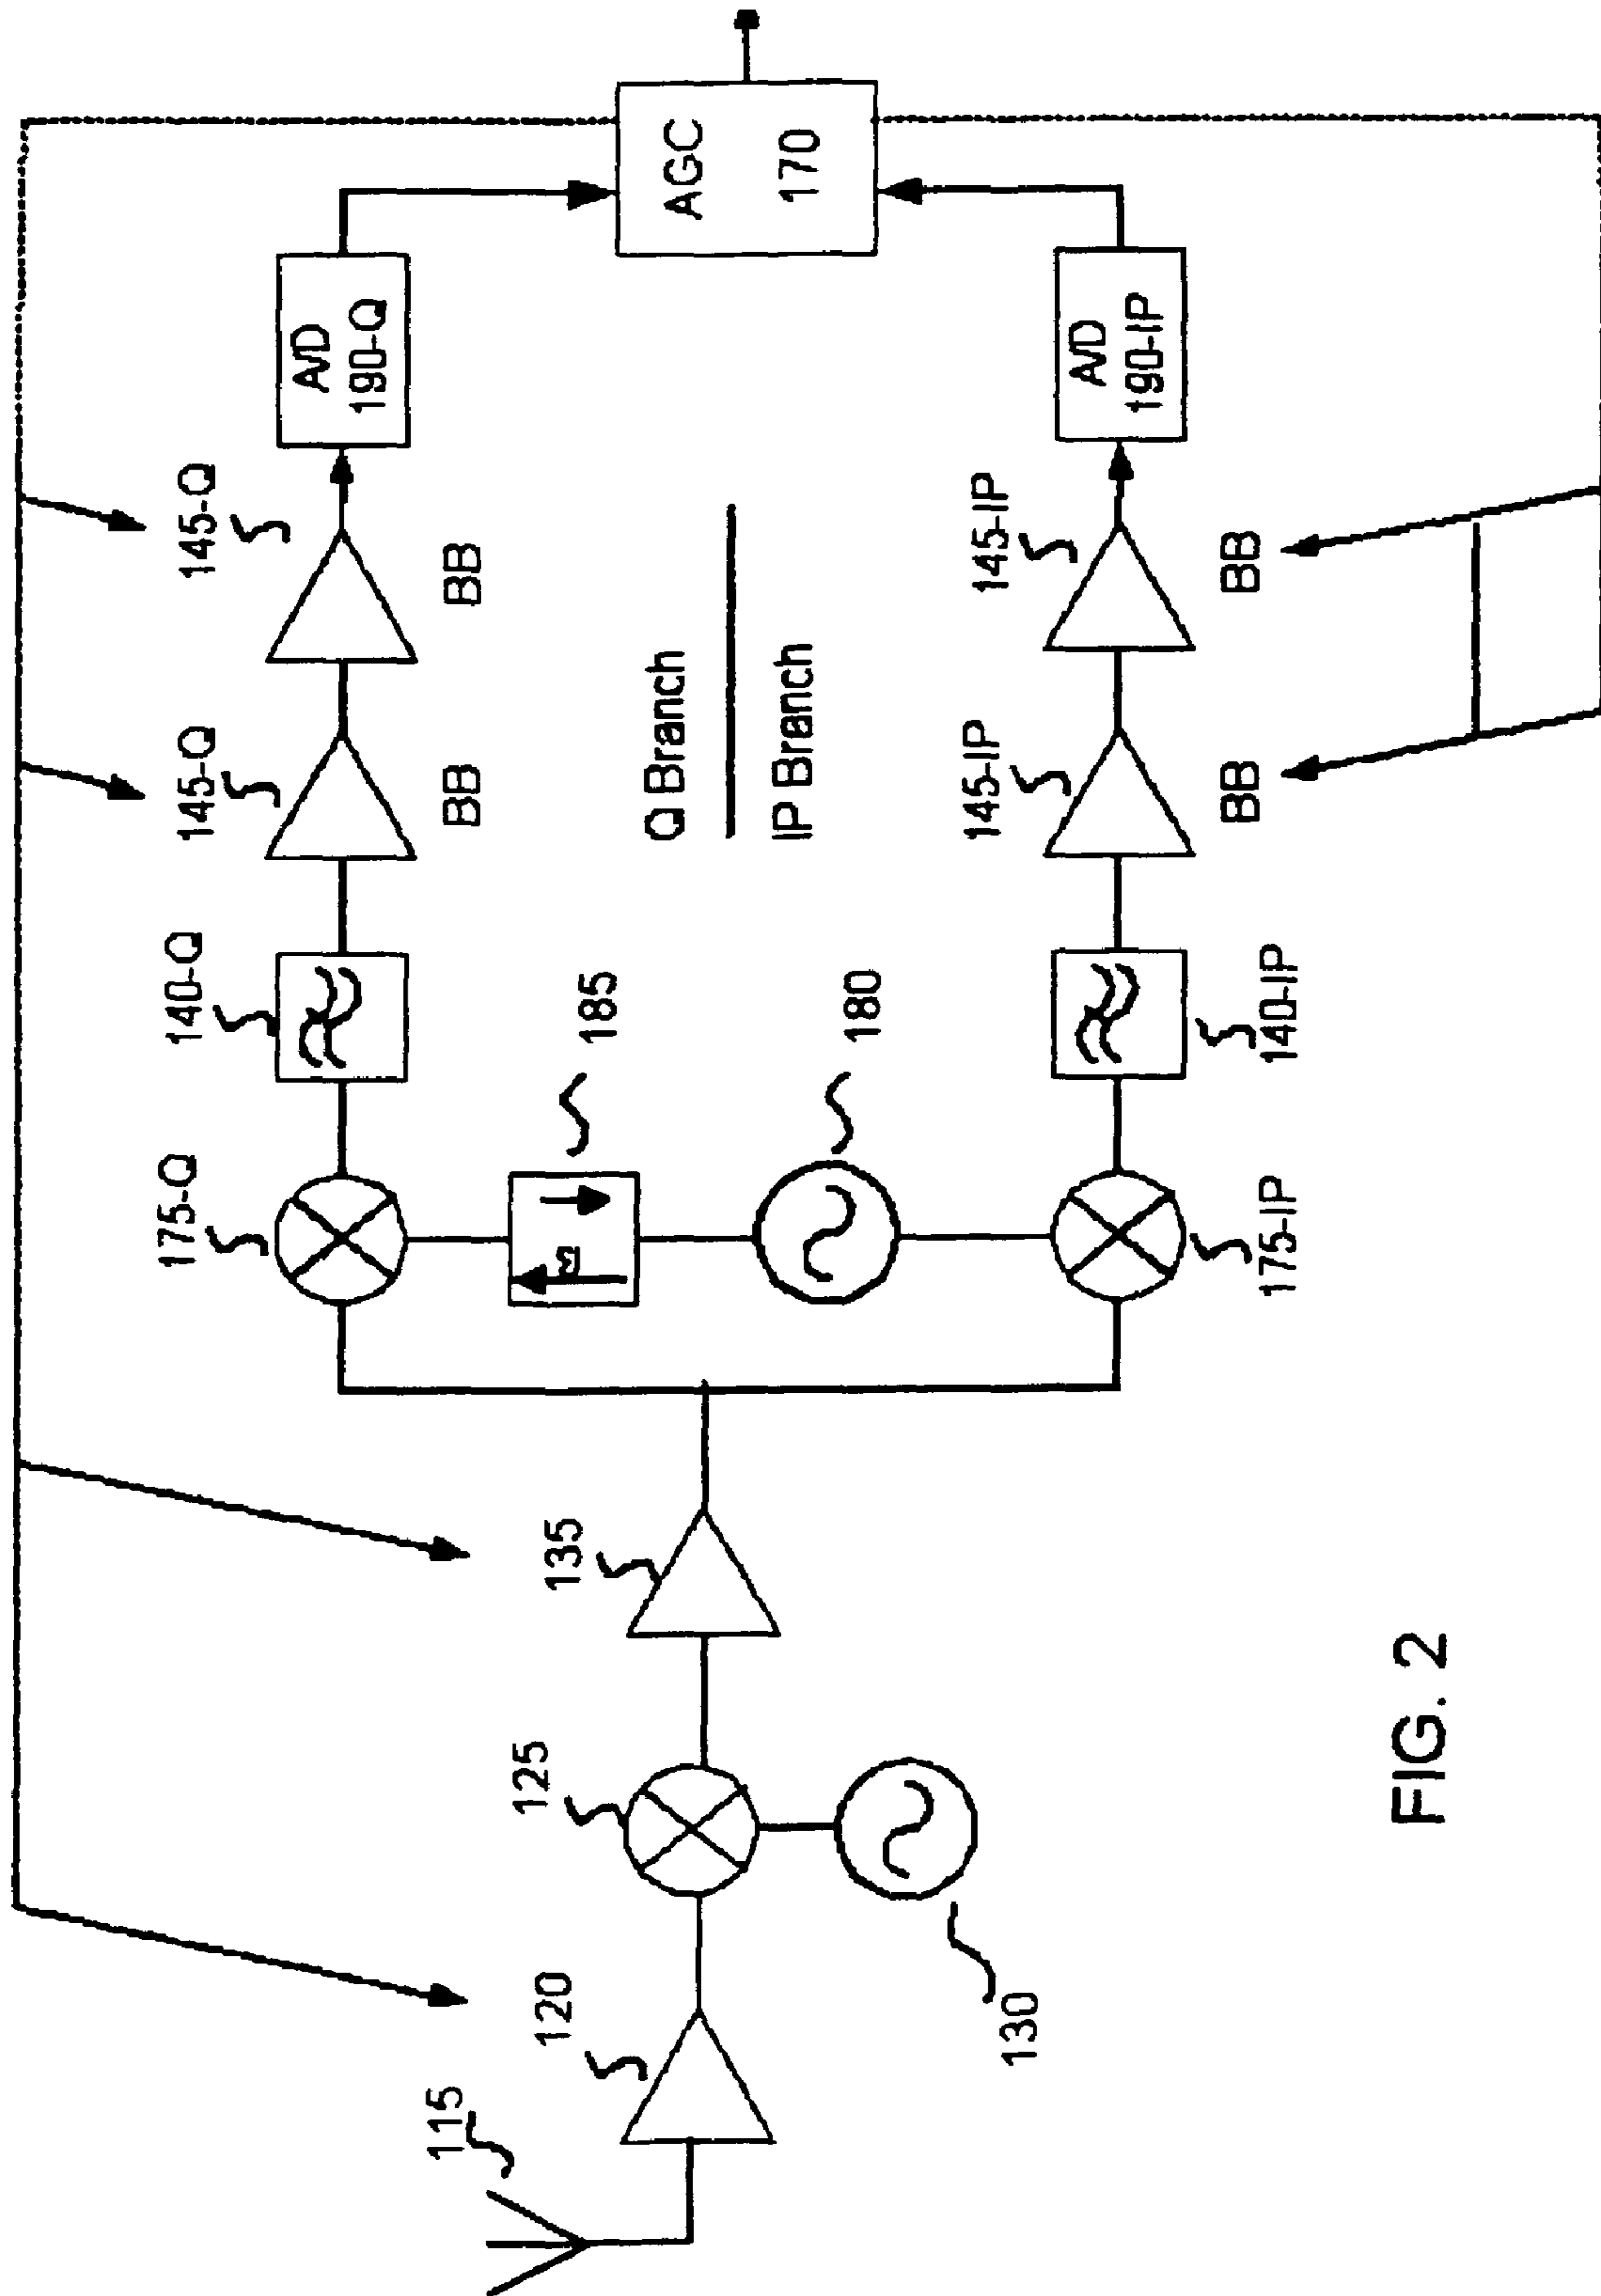 115
120
125
130
135
175-Q
140-Q
145-Q
145-Q
BB
BB
A/D
190-Q
185
180
Q Branch
IP Branch
AGC
170
175-IP
140-IP
145-IP
145-IP
BB
BB
A/D
190-IP
FIG. 2